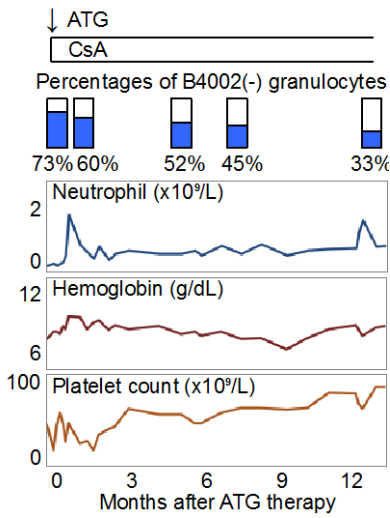 ↓ ATG
CsA
Percentages of B4002(-) granulocytes
73% 60% 52% 45% 33%
Neutrophil (x10⁹/L)
2
0
Hemoglobin (g/dL)
12
6
Platelet count (x10⁹/L)
100
0
0 3 6 9 12
Months after ATG therapy